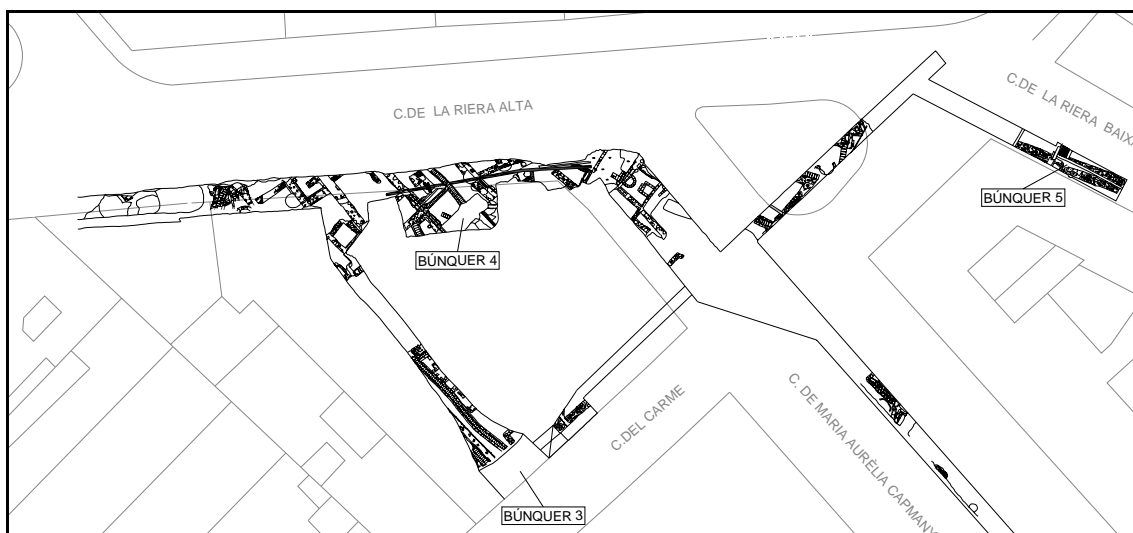 C.DE LA RIERA ALTA
C.DE LA RIERA BAIXA
BÚNQUER 5
BÚNQUER 4
C.DEL CARME
C. DE MARIA AURÈLIA CAPMANY
BÚNQUER 3